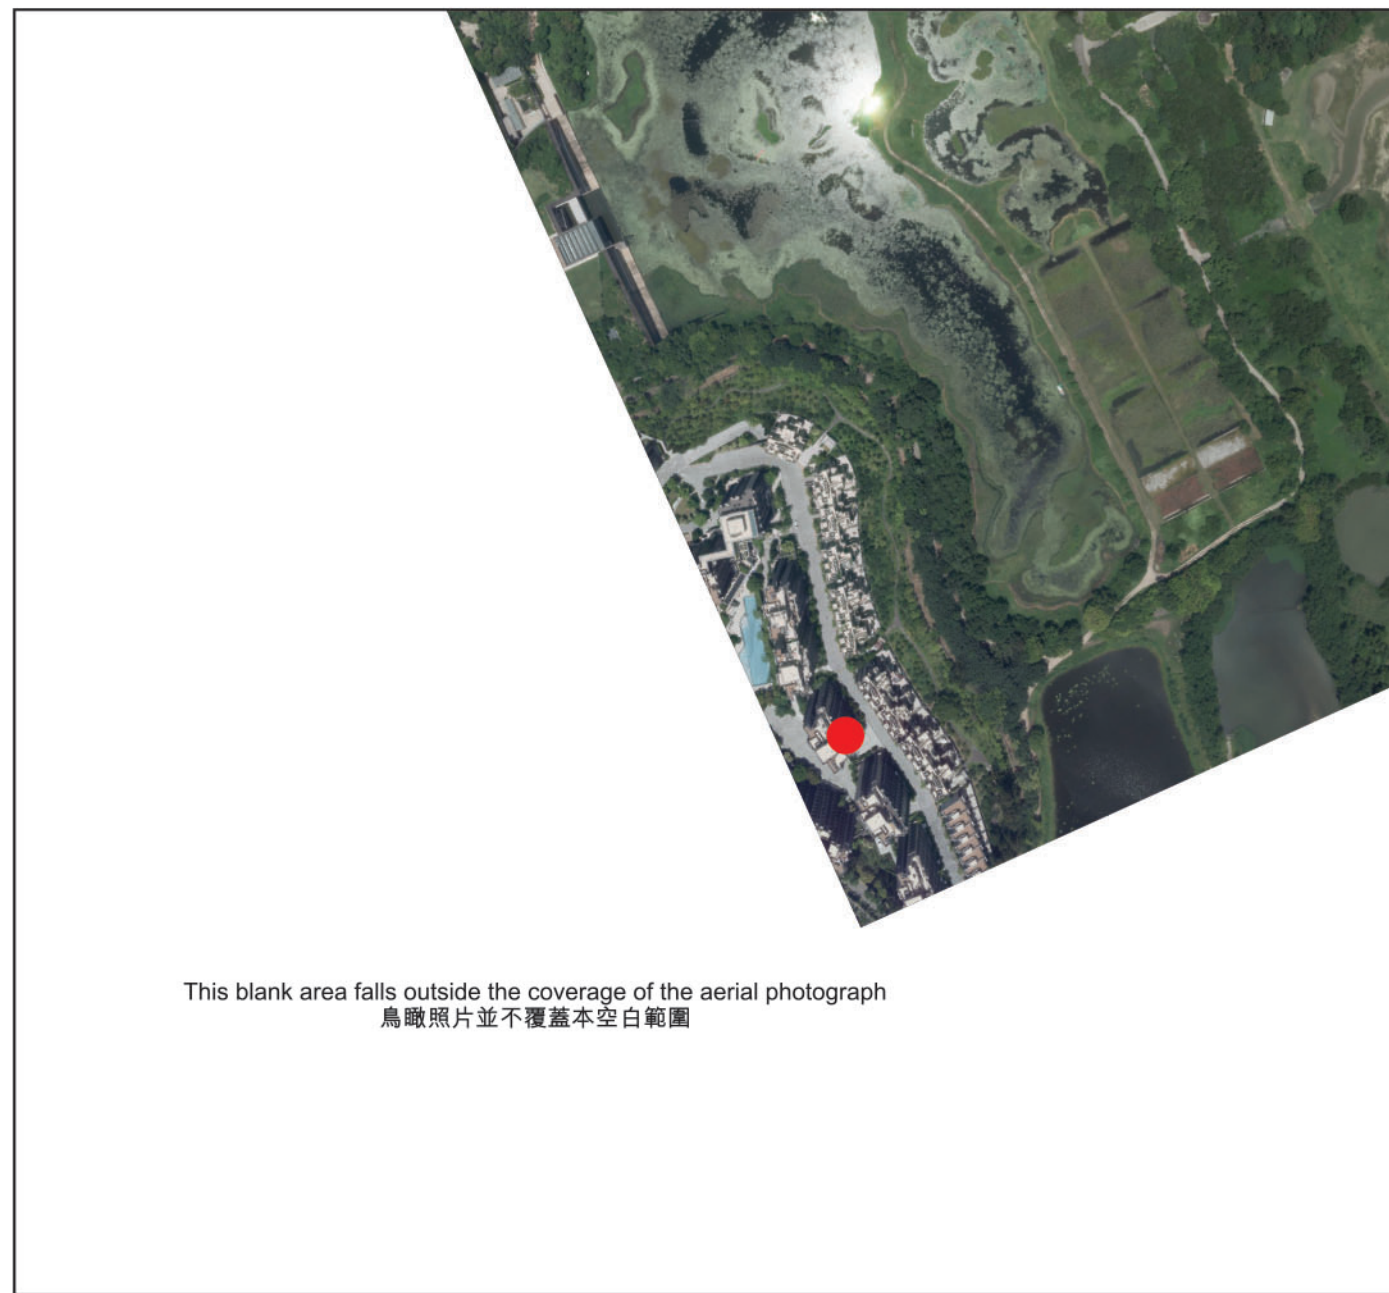 This blank area falls outside the coverage of the aerial photograph
鳥瞰照片並不覆蓋本空白範圍